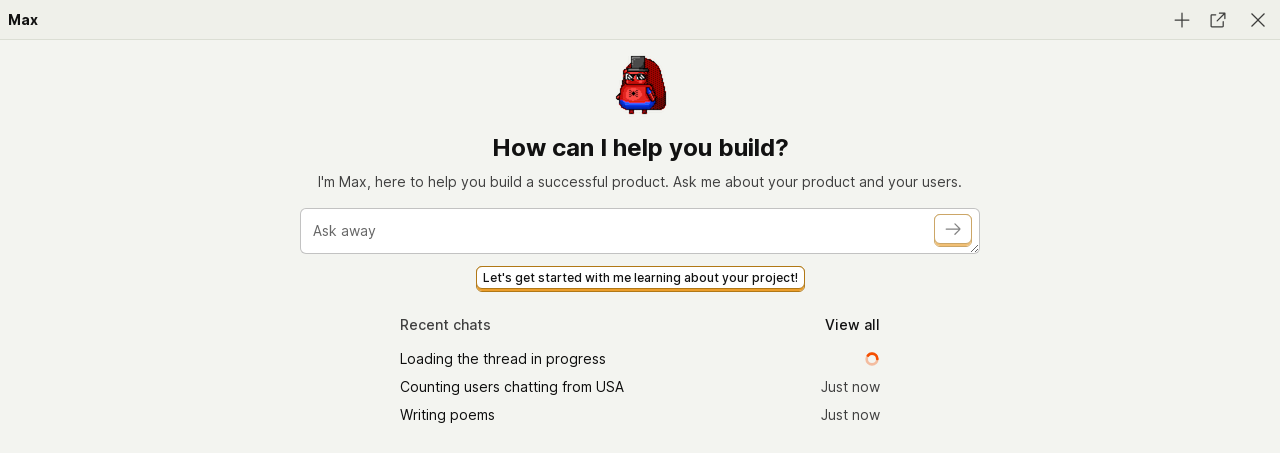 Max
How can I help you build?
I'm Max, here to help you build a successful product. Ask me about your product and your users.
Ask away
Let's get started with me learning about your project!
Recent chats View all
Loading the thread in progress
Counting users chatting from USA Just now
Writing poems Just now